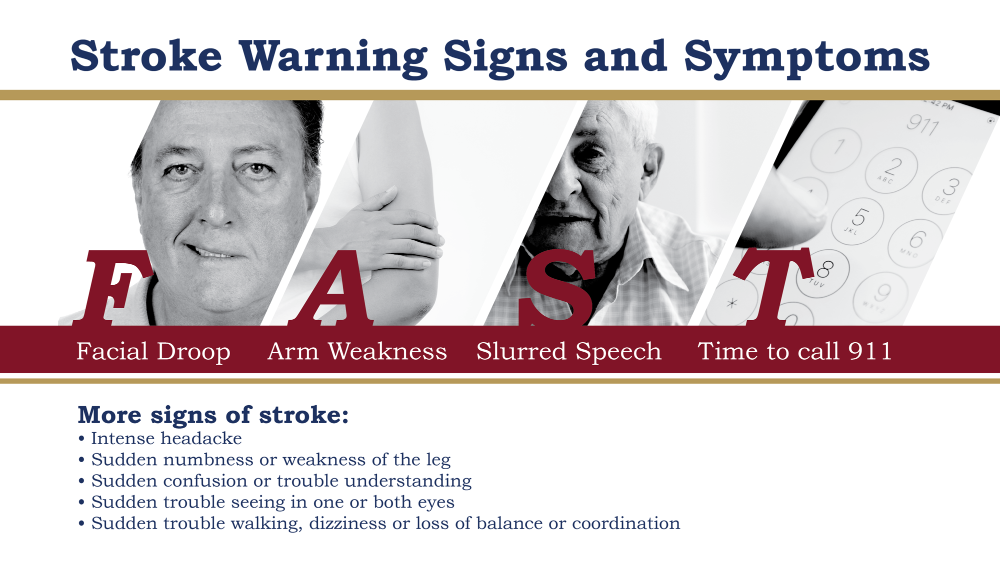 Stroke Warning Signs and Symptoms
42 PM
911
1
2
ABC
3
DEF
5
JKL
6
MNO
8
TUV
9
WXYZ
*
F A S T
Facial Droop Arm Weakness Slurred Speech Time to call 911
More signs of stroke:
• Intense headacke
• Sudden numbness or weakness of the leg
• Sudden confusion or trouble understanding
• Sudden trouble seeing in one or both eyes
• Sudden trouble walking, dizziness or loss of balance or coordination